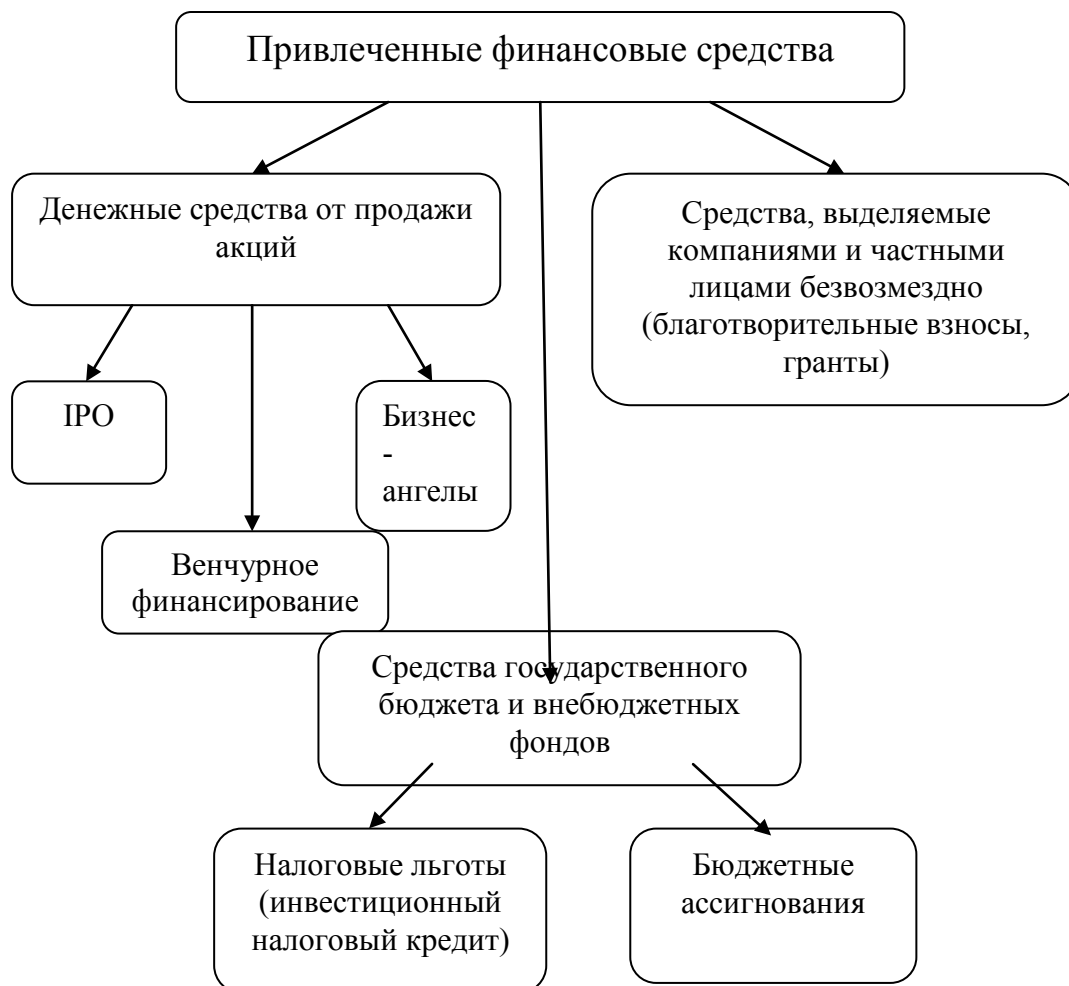 Привлеченные финансовые средства
Денежные средства от продажи
акций
Средства, выделяемые
компаниями и частными
лицами безвозмездно
(благотворительные взносы,
гранты)
IPO
Бизнес
-
ангелы
Венчурное
финансирование
Средства государственного
бюджета и внебюджетных
фондов
Налоговые льготы
(инвестиционный
налоговый кредит)
Бюджетные
ассигнования